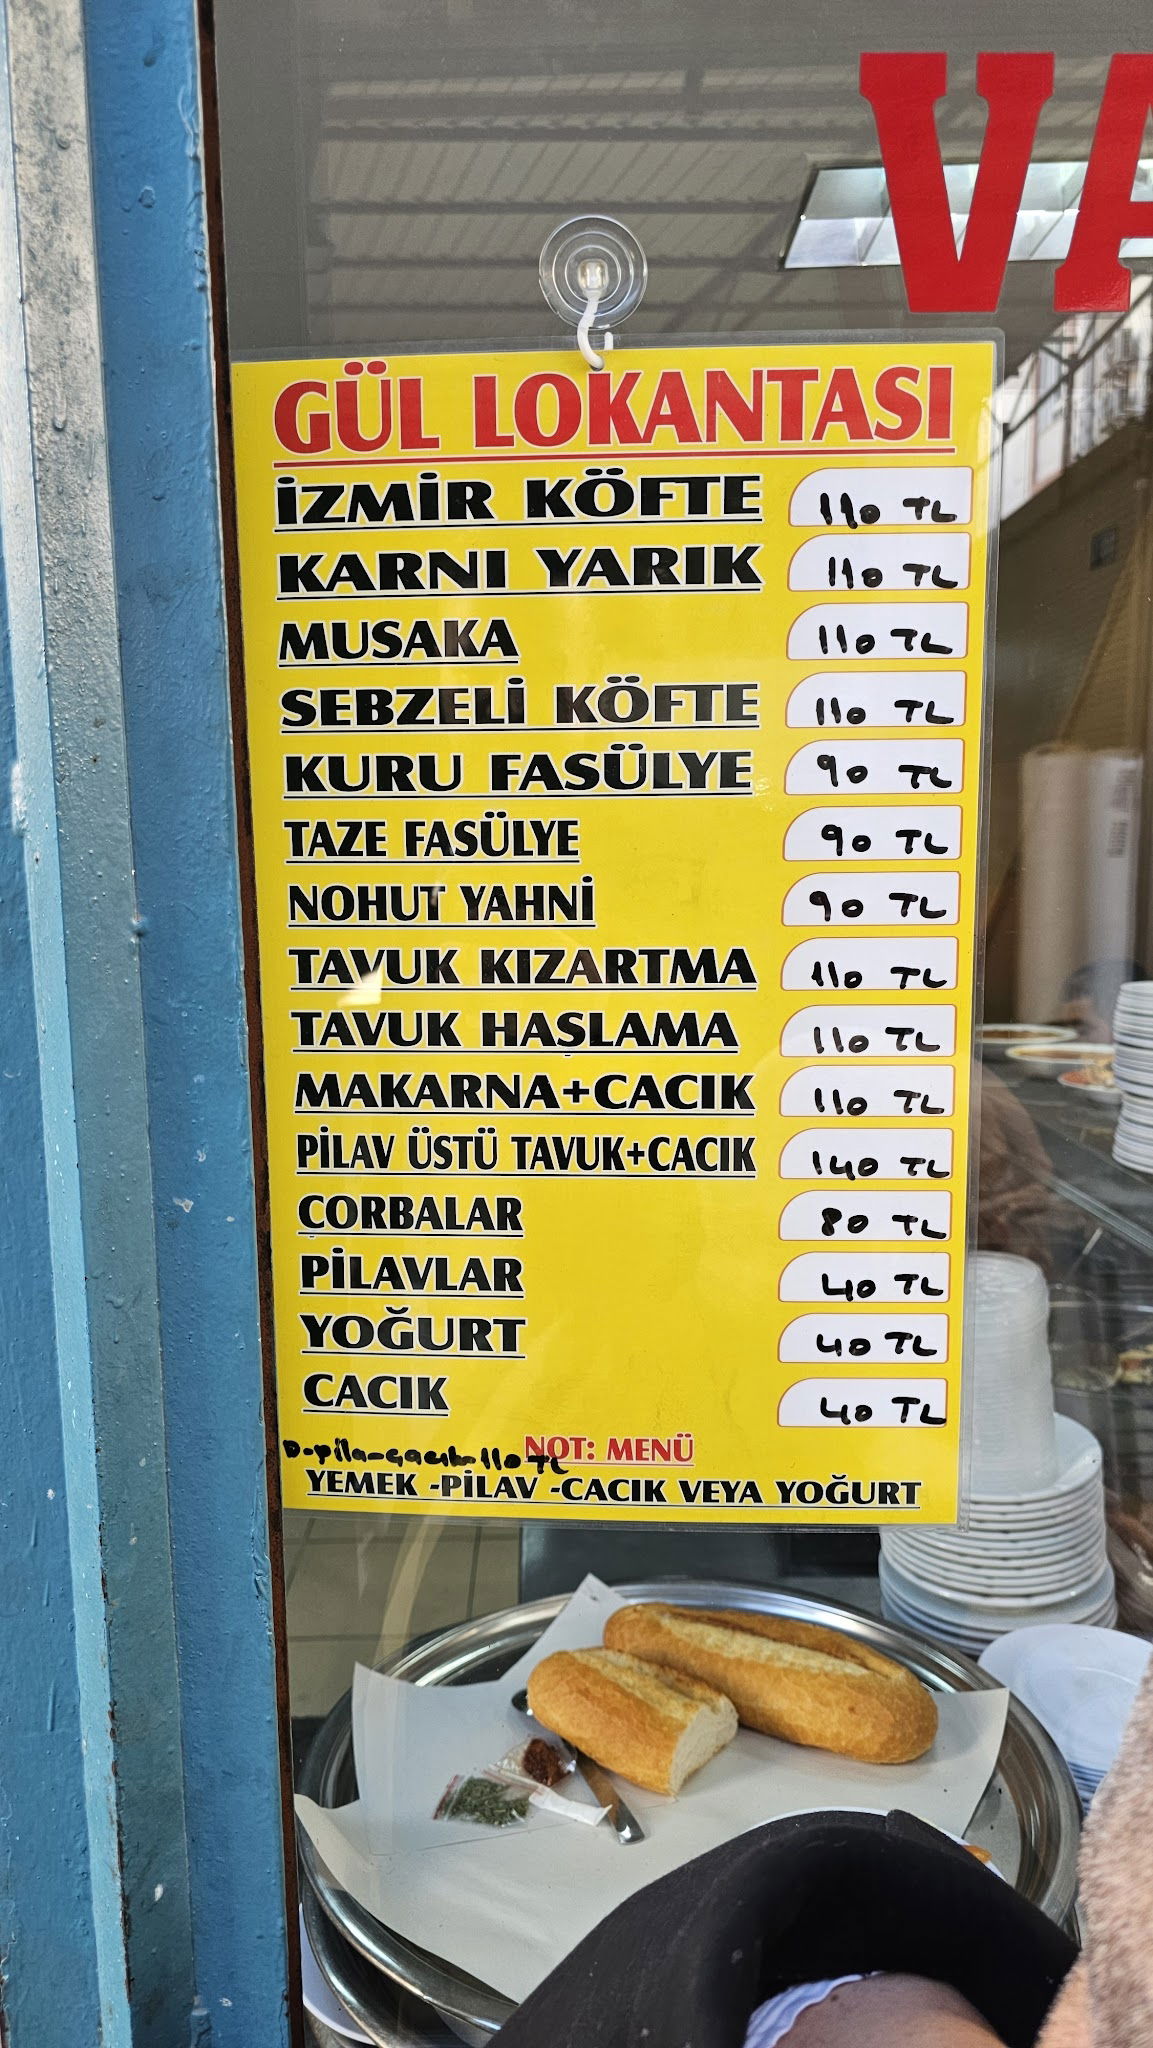 VA
GÜL LOKANTASI
İZMİR KÖFTE 110 TL
KARNI YARIK 110 TL
MUSAKA 110 TL
SEBZELİ KÖFTE 110 TL
KURU FASÜLYE 90 TL
TAZE FASÜLYE 90 TL
NOHUT YAHNİ 90 TL
TAVUK KIZARTMA 110 TL
TAVUK HAŞLAMA 110 TL
MAKARNA+CACIK 110 TL
PİLAV ÜSTÜ TAVUK+CACIK 140 TL
ÇORBALAR 80 TL
PİLAVLAR 40 TL
YOĞURT 40 TL
CACIK 40 TL
NOT: MENÜ
110 TL
YEMEK -PİLAV -CACIK VEYA YOĞURT